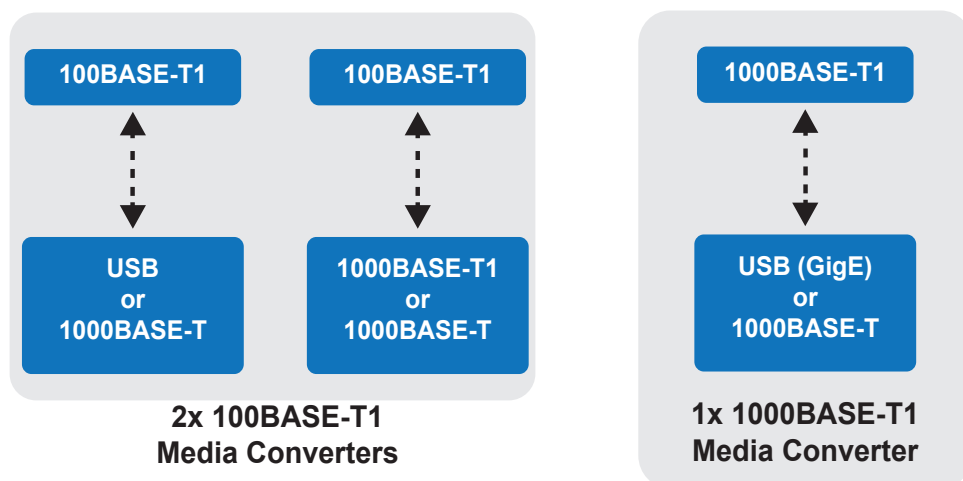 100BASE-T1
100BASE-T1
USB
or
1000BASE-T
1000BASE-T1
or
1000BASE-T
2x 100BASE-T1
Media Converters
1000BASE-T1
USB (GigE)
or
1000BASE-T
1x 1000BASE-T1
Media Converter